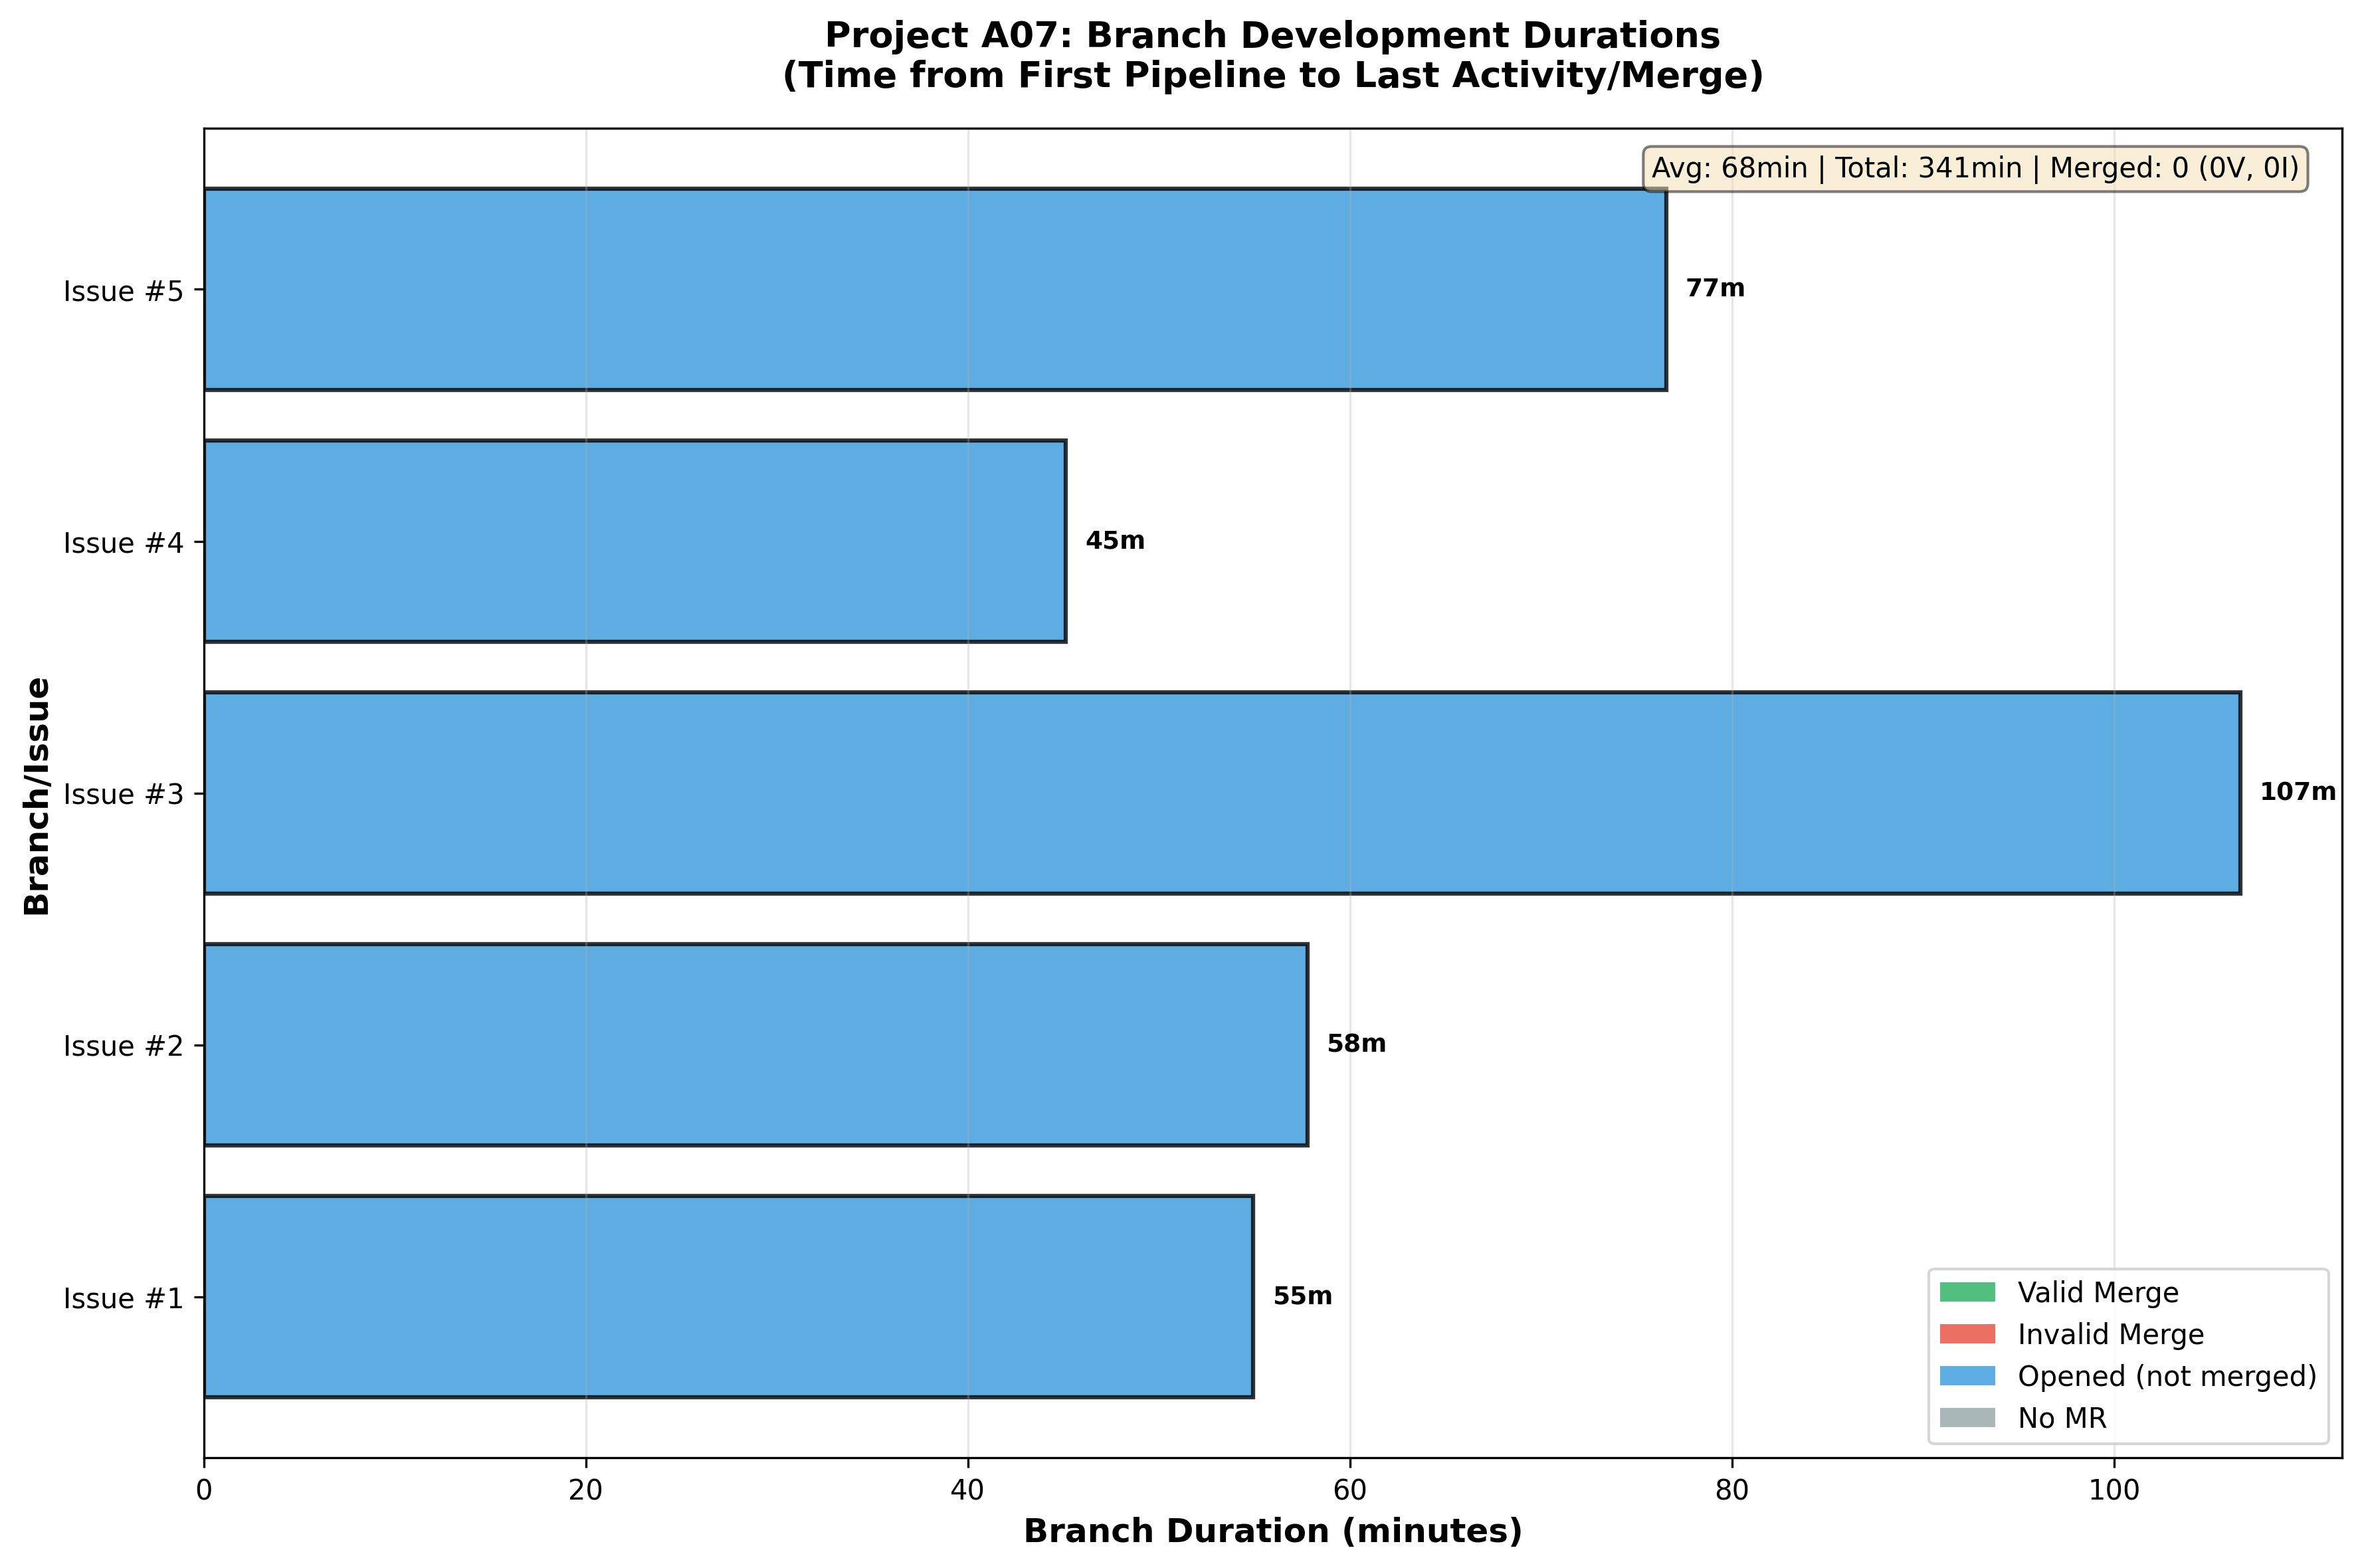 Project A07: Branch Development Durations
(Time from First Pipeline to Last Activity/Merge)
Avg: 68min | Total: 341min | Merged: 0 (0V, 0I)
Branch/Issue
Issue #5
77m
Issue #4
45m
Issue #3
107m
Issue #2
58m
Issue #1
55m
Valid Merge
Invalid Merge
Opened (not merged)
No MR
0 20 40 60 80 100
Branch Duration (minutes)